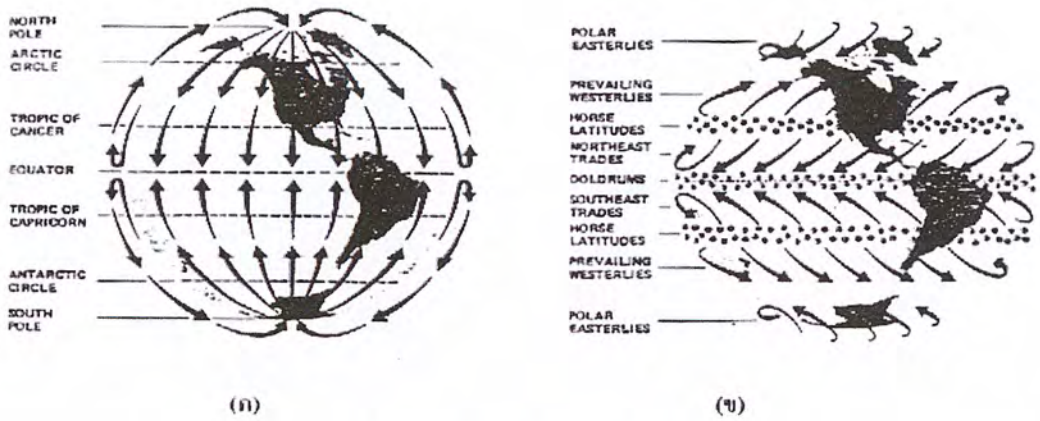 NORTH
POLE
ARCTIC
CIRCLE
TROPIC OF
CANCER
EQUATOR
TROPIC OF
CAPRICORN
ANTARCTIC
CIRCLE
SOUTH
POLE
(ก)
POLAR
EASTERLIES
PREVAILING
WESTERLIES
HORSE
LATITUDES
NORTHEAST
TRADES
DOLDRUMS
SOUTHEAST
TRADES
HORSE
LATITUDES
PREVAILING
WESTERLIES
POLAR
EASTERLIES
(ข)